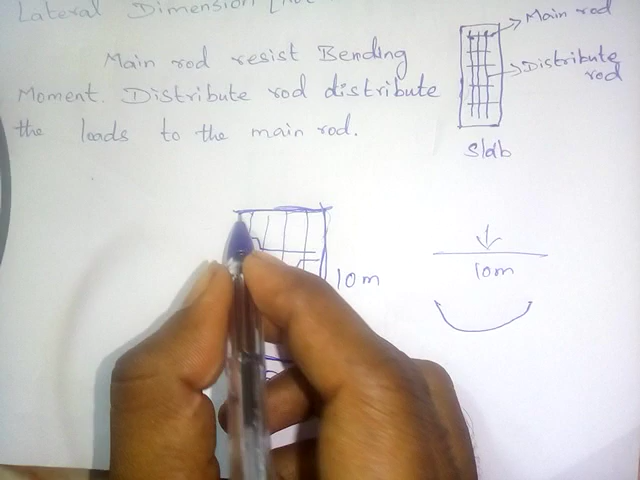 Lateral Dimension
Main rod resist Bending
Moment. Distribute rod distribute
the loads to the main rod.
Main rod
Distribute
rod
Slab
10m
10m